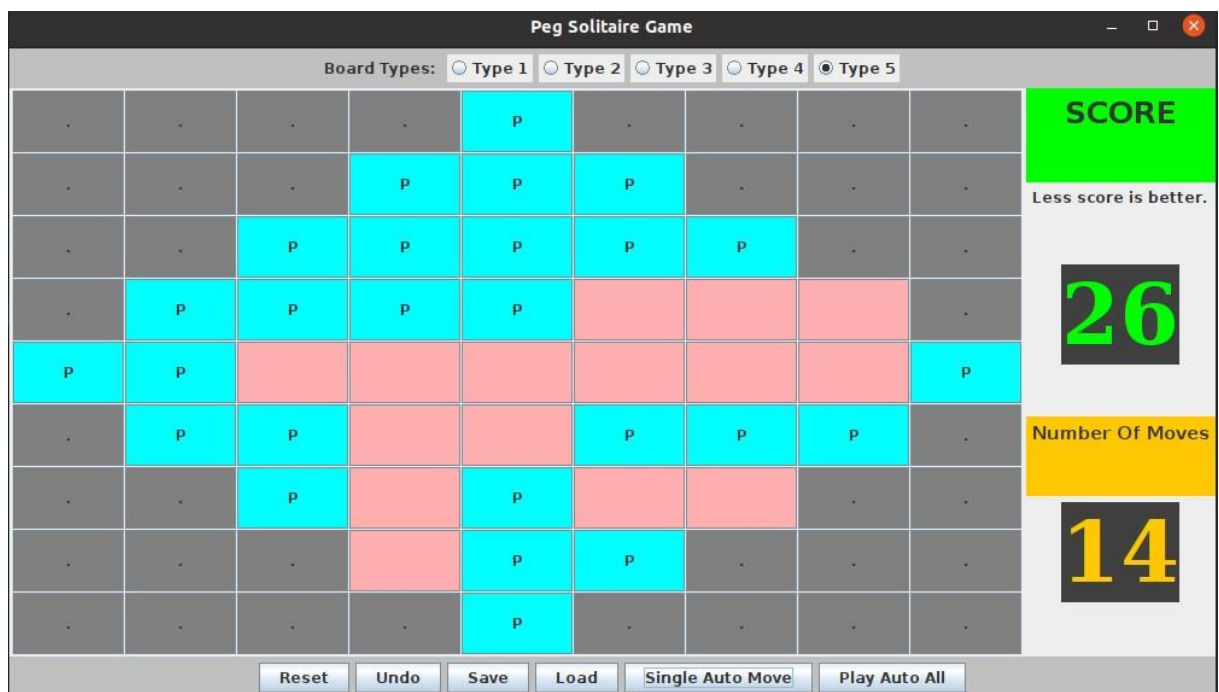 Peg Solitaire Game
Board Types: Type 1 Type 2 Type 3 Type 4 Type 5
. . . . P . . . .
. . . P P P . . .
. . P P P P P . .
. P P P P .
P P P
. P P P P P .
. . P P . .
. . . P P . . .
. . . . P . . . .
SCORE
Less score is better.
26
Number Of Moves
14
Reset Undo Save Load Single Auto Move Play Auto All